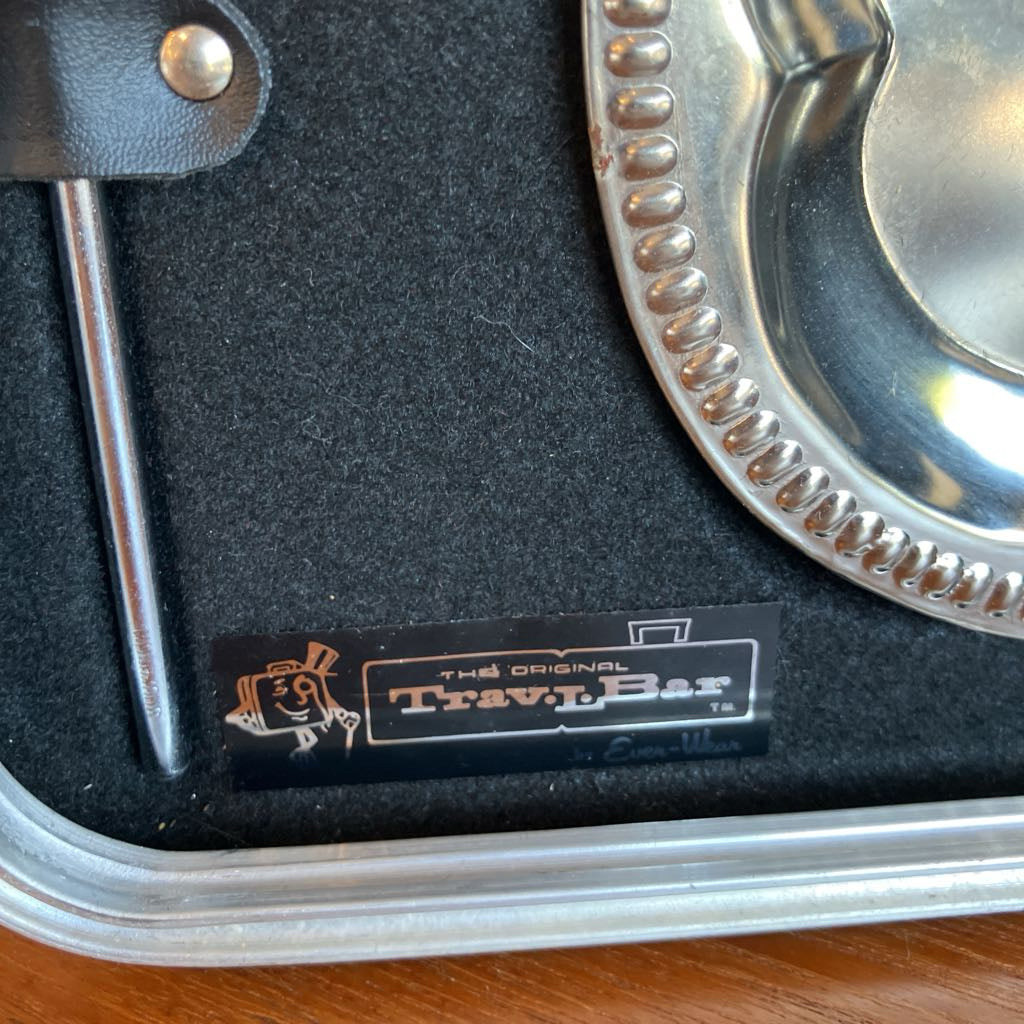 THE ORIGINAL
Trav.L.Bar
TM.
by Ever-Wear